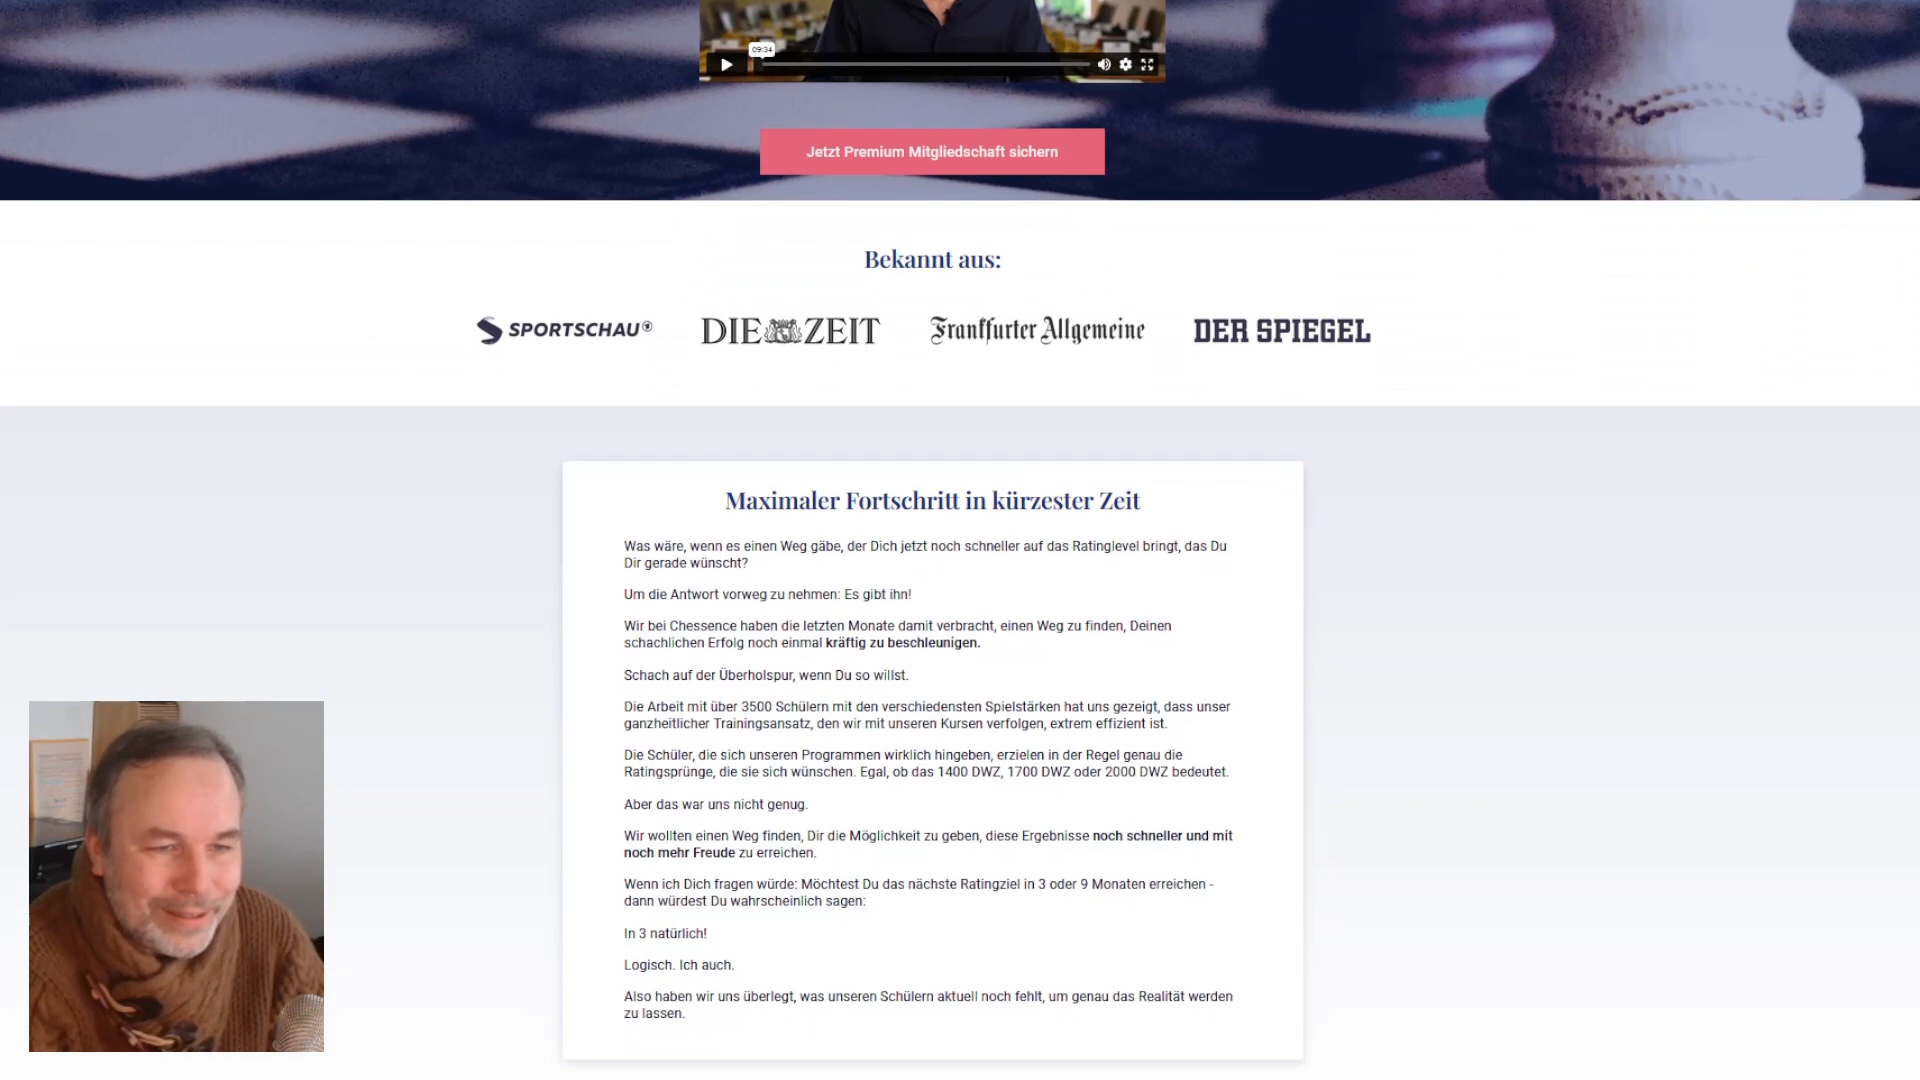 09:34
Jetzt Premium Mitgliedschaft sichern
Bekannt aus:
SPORTSCHAU
DIE ZEIT
Frankfurter Allgemeine
DER SPIEGEL
Maximaler Fortschritt in kürzester Zeit
Was wäre, wenn es einen Weg gäbe, der Dich jetzt noch schneller auf das Ratinglevel bringt, das Du
Dir gerade wünscht?
Um die Antwort vorweg zu nehmen: Es gibt ihn!
Wir bei Chessence haben die letzten Monate damit verbracht, einen Weg zu finden, Deinen
schachlichen Erfolg noch einmal kräftig zu beschleunigen.
Schach auf der Überholspur, wenn Du so willst.
Die Arbeit mit über 3500 Schülern mit den verschiedensten Spielstärken hat uns gezeigt, dass unser
ganzheitlicher Trainingsansatz, den wir mit unseren Kursen verfolgen, extrem effizient ist.
Die Schüler, die sich unseren Programmen wirklich hingeben, erzielen in der Regel genau die
Ratingsprünge, die sie sich wünschen. Egal, ob das 1400 DWZ, 1700 DWZ oder 2000 DWZ bedeutet.
Aber das war uns nicht genug.
Wir wollten einen Weg finden, Dir die Möglichkeit zu geben, diese Ergebnisse noch schneller und mit
noch mehr Freude zu erreichen.
Wenn ich Dich fragen würde: Möchtest Du das nächste Ratingziel in 3 oder 9 Monaten erreichen -
dann würdest Du wahrscheinlich sagen:
In 3 natürlich!
Logisch. Ich auch.
Also haben wir uns überlegt, was unseren Schülern aktuell noch fehlt, um genau das Realität werden
zu lassen.